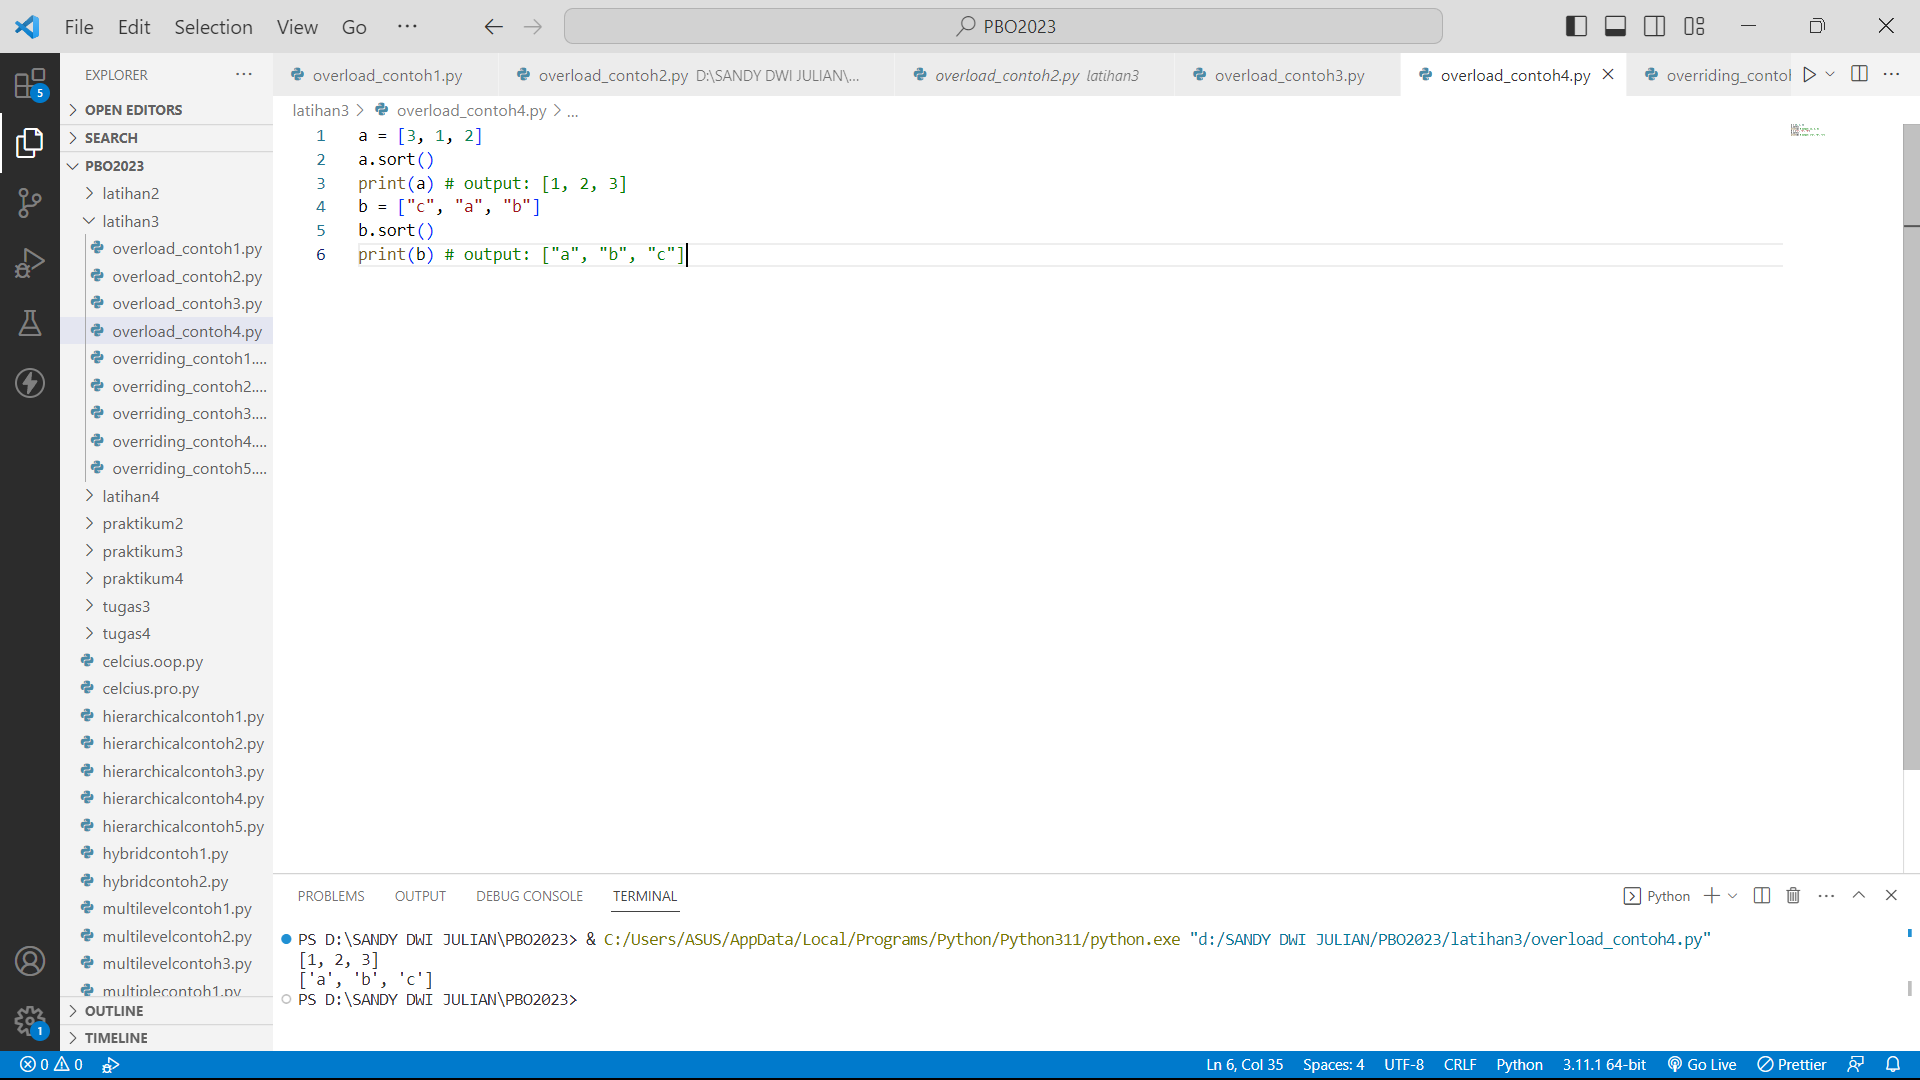 File Edit Selection View Go ··· PBO2023
EXPLORER ···
OPEN EDITORS
SEARCH
PBO2023
latihan2
latihan3
overload_contoh1.py
overload_contoh2.py
overload_contoh3.py
overload_contoh4.py
overriding_contoh1....
overriding_contoh2....
overriding_contoh3....
overriding_contoh4....
overriding_contoh5....
latihan4
praktikum2
praktikum3
praktikum4
tugas3
tugas4
celcius.oop.py
celcius.pro.py
hierarchicalcontoh1.py
hierarchicalcontoh2.py
hierarchicalcontoh3.py
hierarchicalcontoh4.py
hierarchicalcontoh5.py
hybridcontoh1.py
hybridcontoh2.py
multilevelcontoh1.py
multilevelcontoh2.py
multilevelcontoh3.py
multiplecontoh1.py
OUTLINE
TIMELINE
5
1
overload_contoh1.py overload_contoh2.py D:\SANDY DWI JULIAN\... overload_contoh2.py latihan3 overload_contoh3.py overload_contoh4.py overriding_contol
latihan3 > overload_contoh4.py > ...
1 a = [3, 1, 2]
2 a.sort()
3 print(a) # output: [1, 2, 3]
4 b = ["c", "a", "b"]
5 b.sort()
6 print(b) # output: ["a", "b", "c"]
PROBLEMS OUTPUT DEBUG CONSOLE TERMINAL Python
PS D:\SANDY DWI JULIAN\PBO2023> & C:/Users/ASUS/AppData/Local/Programs/Python/Python311/python.exe "d:/SANDY DWI JULIAN/PBO2023/latihan3/overload_contoh4.py"
[1, 2, 3]
['a', 'b', 'c']
PS D:\SANDY DWI JULIAN\PBO2023>
0 0 Ln 6, Col 35 Spaces: 4 UTF-8 CRLF Python 3.11.1 64-bit Go Live Prettier